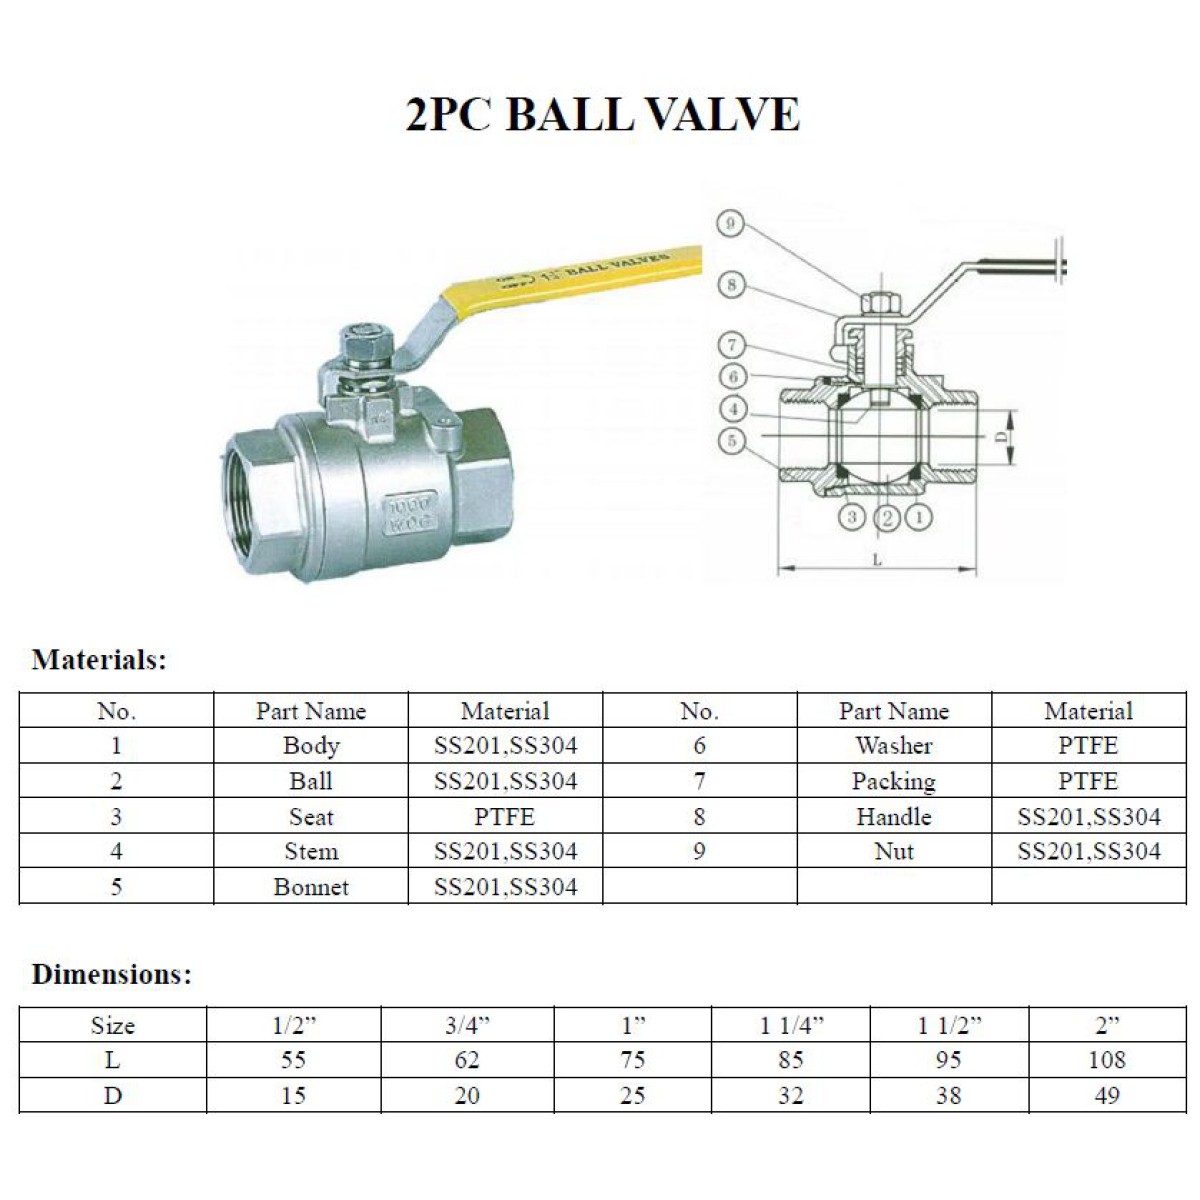 2PC BALL VALVE
1¼" BALL VALVES
1000
WOG
9
8
7
6
4
5
3 2 1
D
L
Materials:
No. Part Name Material No. Part Name Material
1 Body SS201,SS304 6 Washer PTFE
2 Ball SS201,SS304 7 Packing PTFE
3 Seat PTFE 8 Handle SS201,SS304
4 Stem SS201,SS304 9 Nut SS201,SS304
5 Bonnet SS201,SS304
Dimensions:
Size 1/2” 3/4” 1” 1 1/4” 1 1/2” 2”
L 55 62 75 85 95 108
D 15 20 25 32 38 49